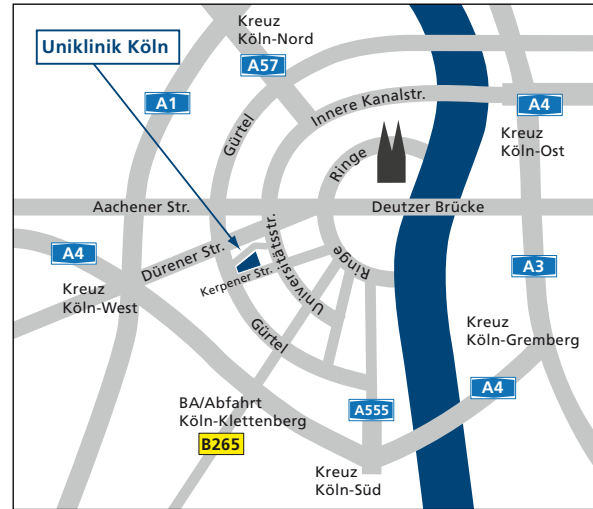 Kreuz
Köln-Nord
Uniklinik Köln
A57
A1
Innere Kanalstr.
A4
Gürtel
Kreuz
Köln-Ost
Ringe
Aachener Str.
Deutzer Brücke
Universitätsstr.
A4
Dürener Str.
Ringe
A3
Kreuz
Köln-West
Kerpener Str.
Kreuz
Köln-Gremberg
Gürtel
A4
BA/Abfahrt
Köln-Klettenberg
A555
B265
Kreuz
Köln-Süd